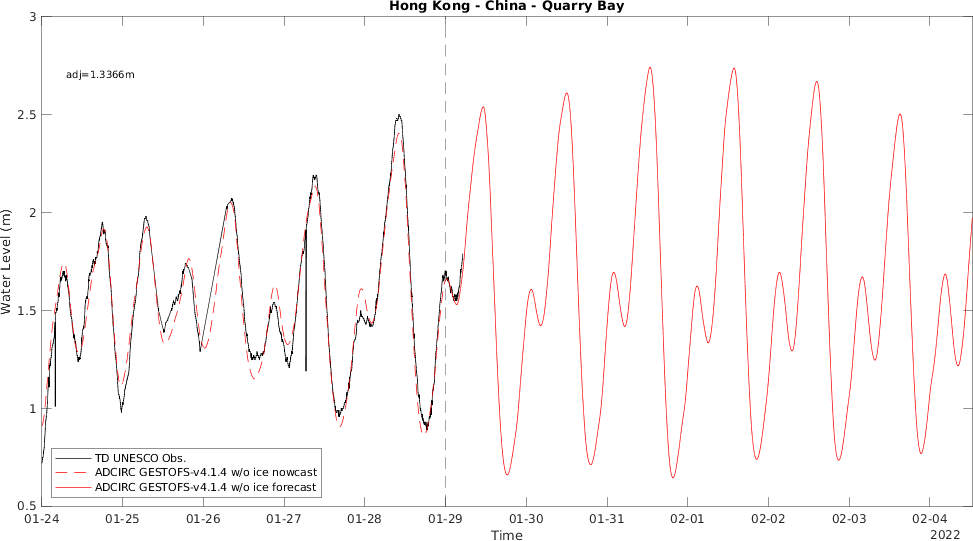 Hong Kong - China - Quarry Bay
adj=1.3366m
3
2.5
2
1.5
1
0.5
Water Level (m)
TD UNESCO Obs.
ADCIRC GESTOFS-v4.1.4 w/o ice nowcast
ADCIRC GESTOFS-v4.1.4 w/o ice forecast
01-24 01-25 01-26 01-27 01-28 01-29 01-30 01-31 02-01 02-02 02-03 02-04
Time
2022